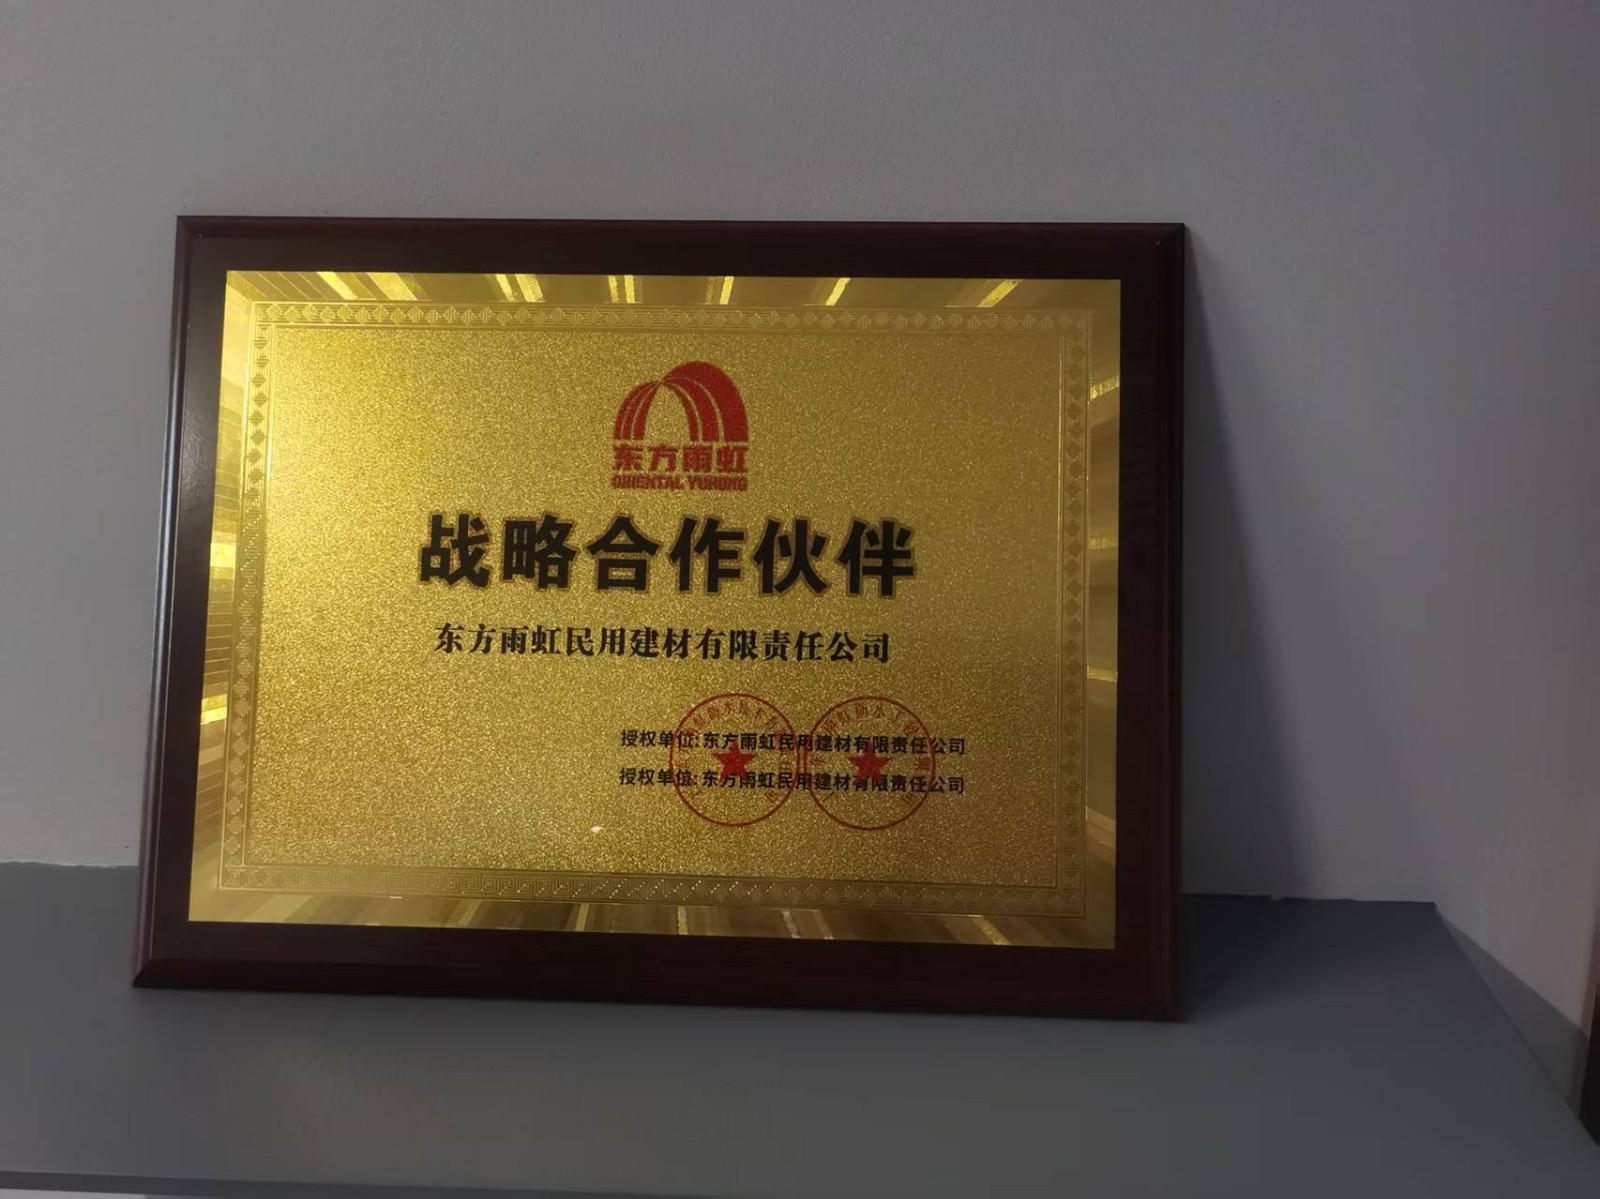 东方雨虹
ORIENTAL YUHONG
战略合作伙伴
东方雨虹民用建材有限责任公司
授权单位:东方雨虹民用建材有限责任公司
授权单位:东方雨虹民用建材有限责任公司